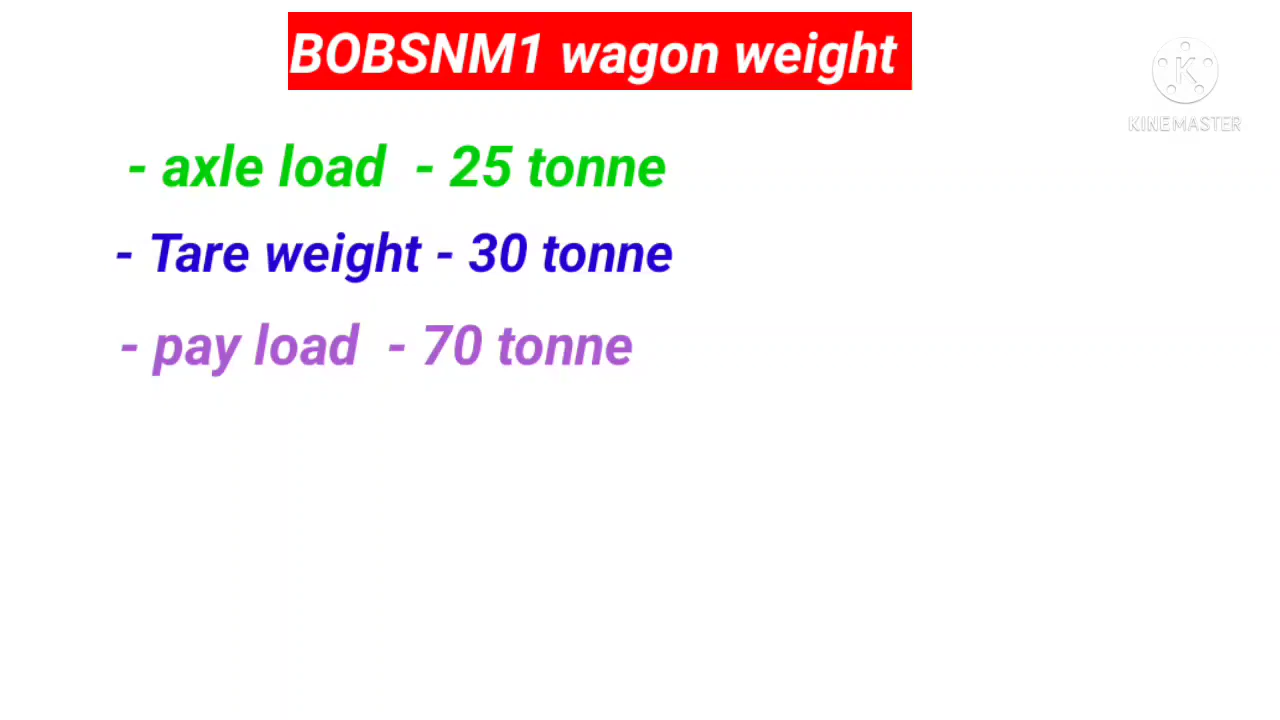 BOBSNM1 wagon weight
KINEMASTER
- axle load - 25 tonne
- Tare weight - 30 tonne
- pay load - 70 tonne